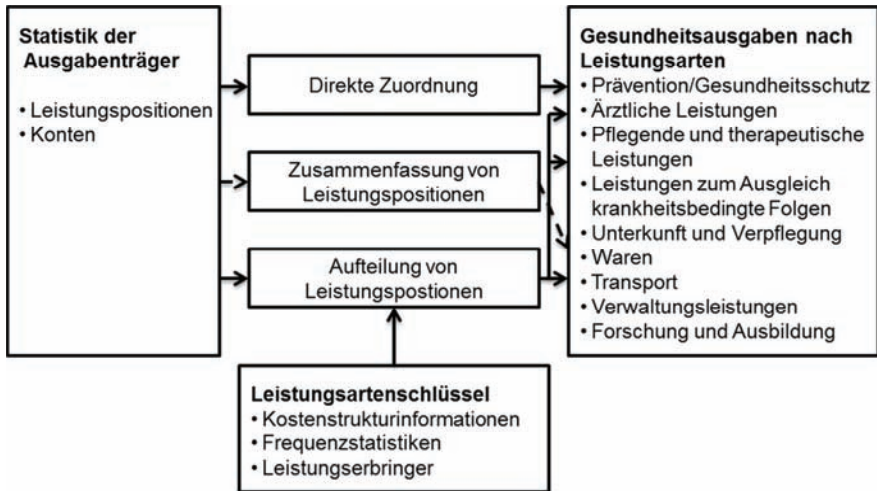 Statistik der
Ausgabenträger
• Leistungspositionen
• Konten
Direkte Zuordnung
Zusammenfassung von
Leistungspositionen
Aufteilung von
Leistungspostionen
Leistungsartenschlüssel
• Kostenstrukturinformationen
• Frequenzstatistiken
• Leistungserbringer
Gesundheitsausgaben nach
Leistungsarten
• Prävention/Gesundheitsschutz
• Ärztliche Leistungen
• Pflegende und therapeutische
Leistungen
• Leistungen zum Ausgleich
krankheitsbedingte Folgen
• Unterkunft und Verpflegung
• Waren
• Transport
• Verwaltungsleistungen
• Forschung und Ausbildung